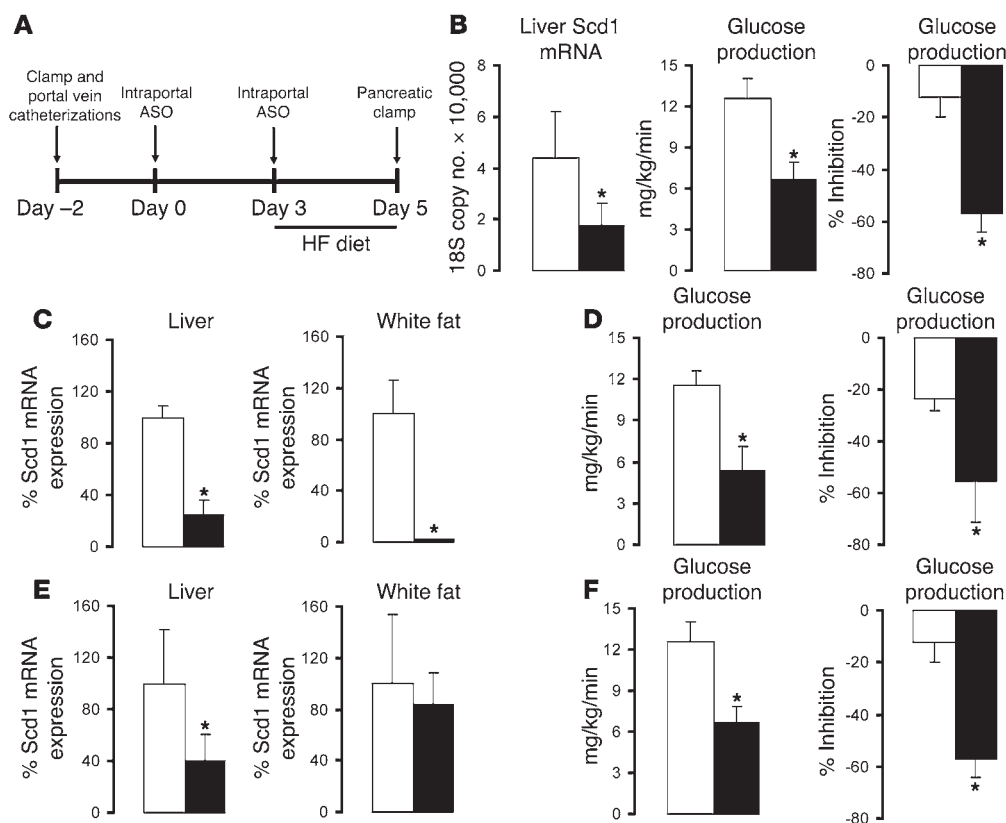 A
Clamp and
portal vein
catheterizations
Intraportal
ASO
Intraportal
ASO
Pancreatic
clamp
Day –2
Day 0
Day 3
Day 5
HF diet
B
Liver Scd1
mRNA
18S copy no. × 10,000
8
6
4
2
0
*
Glucose
production
mg/kg/min
15
12
9
6
3
0
*
Glucose
production
% Inhibition
0
-20
-40
-60
-80
*
C
Liver
% Scd1 mRNA
expression
160
120
80
40
0
*
White fat
% Scd1 mRNA
expression
160
120
80
40
0
*
D
Glucose
production
mg/kg/min
15
12
9
6
3
0
*
Glucose
production
% Inhibition
0
-20
-40
-60
-80
*
E
Liver
% Scd1 mRNA
expression
160
120
80
40
0
*
White fat
% Scd1 mRNA
expression
160
120
80
40
0
F
Glucose
production
mg/kg/min
15
12
9
6
3
0
*
Glucose
production
% Inhibition
0
-20
-40
-60
-80
*